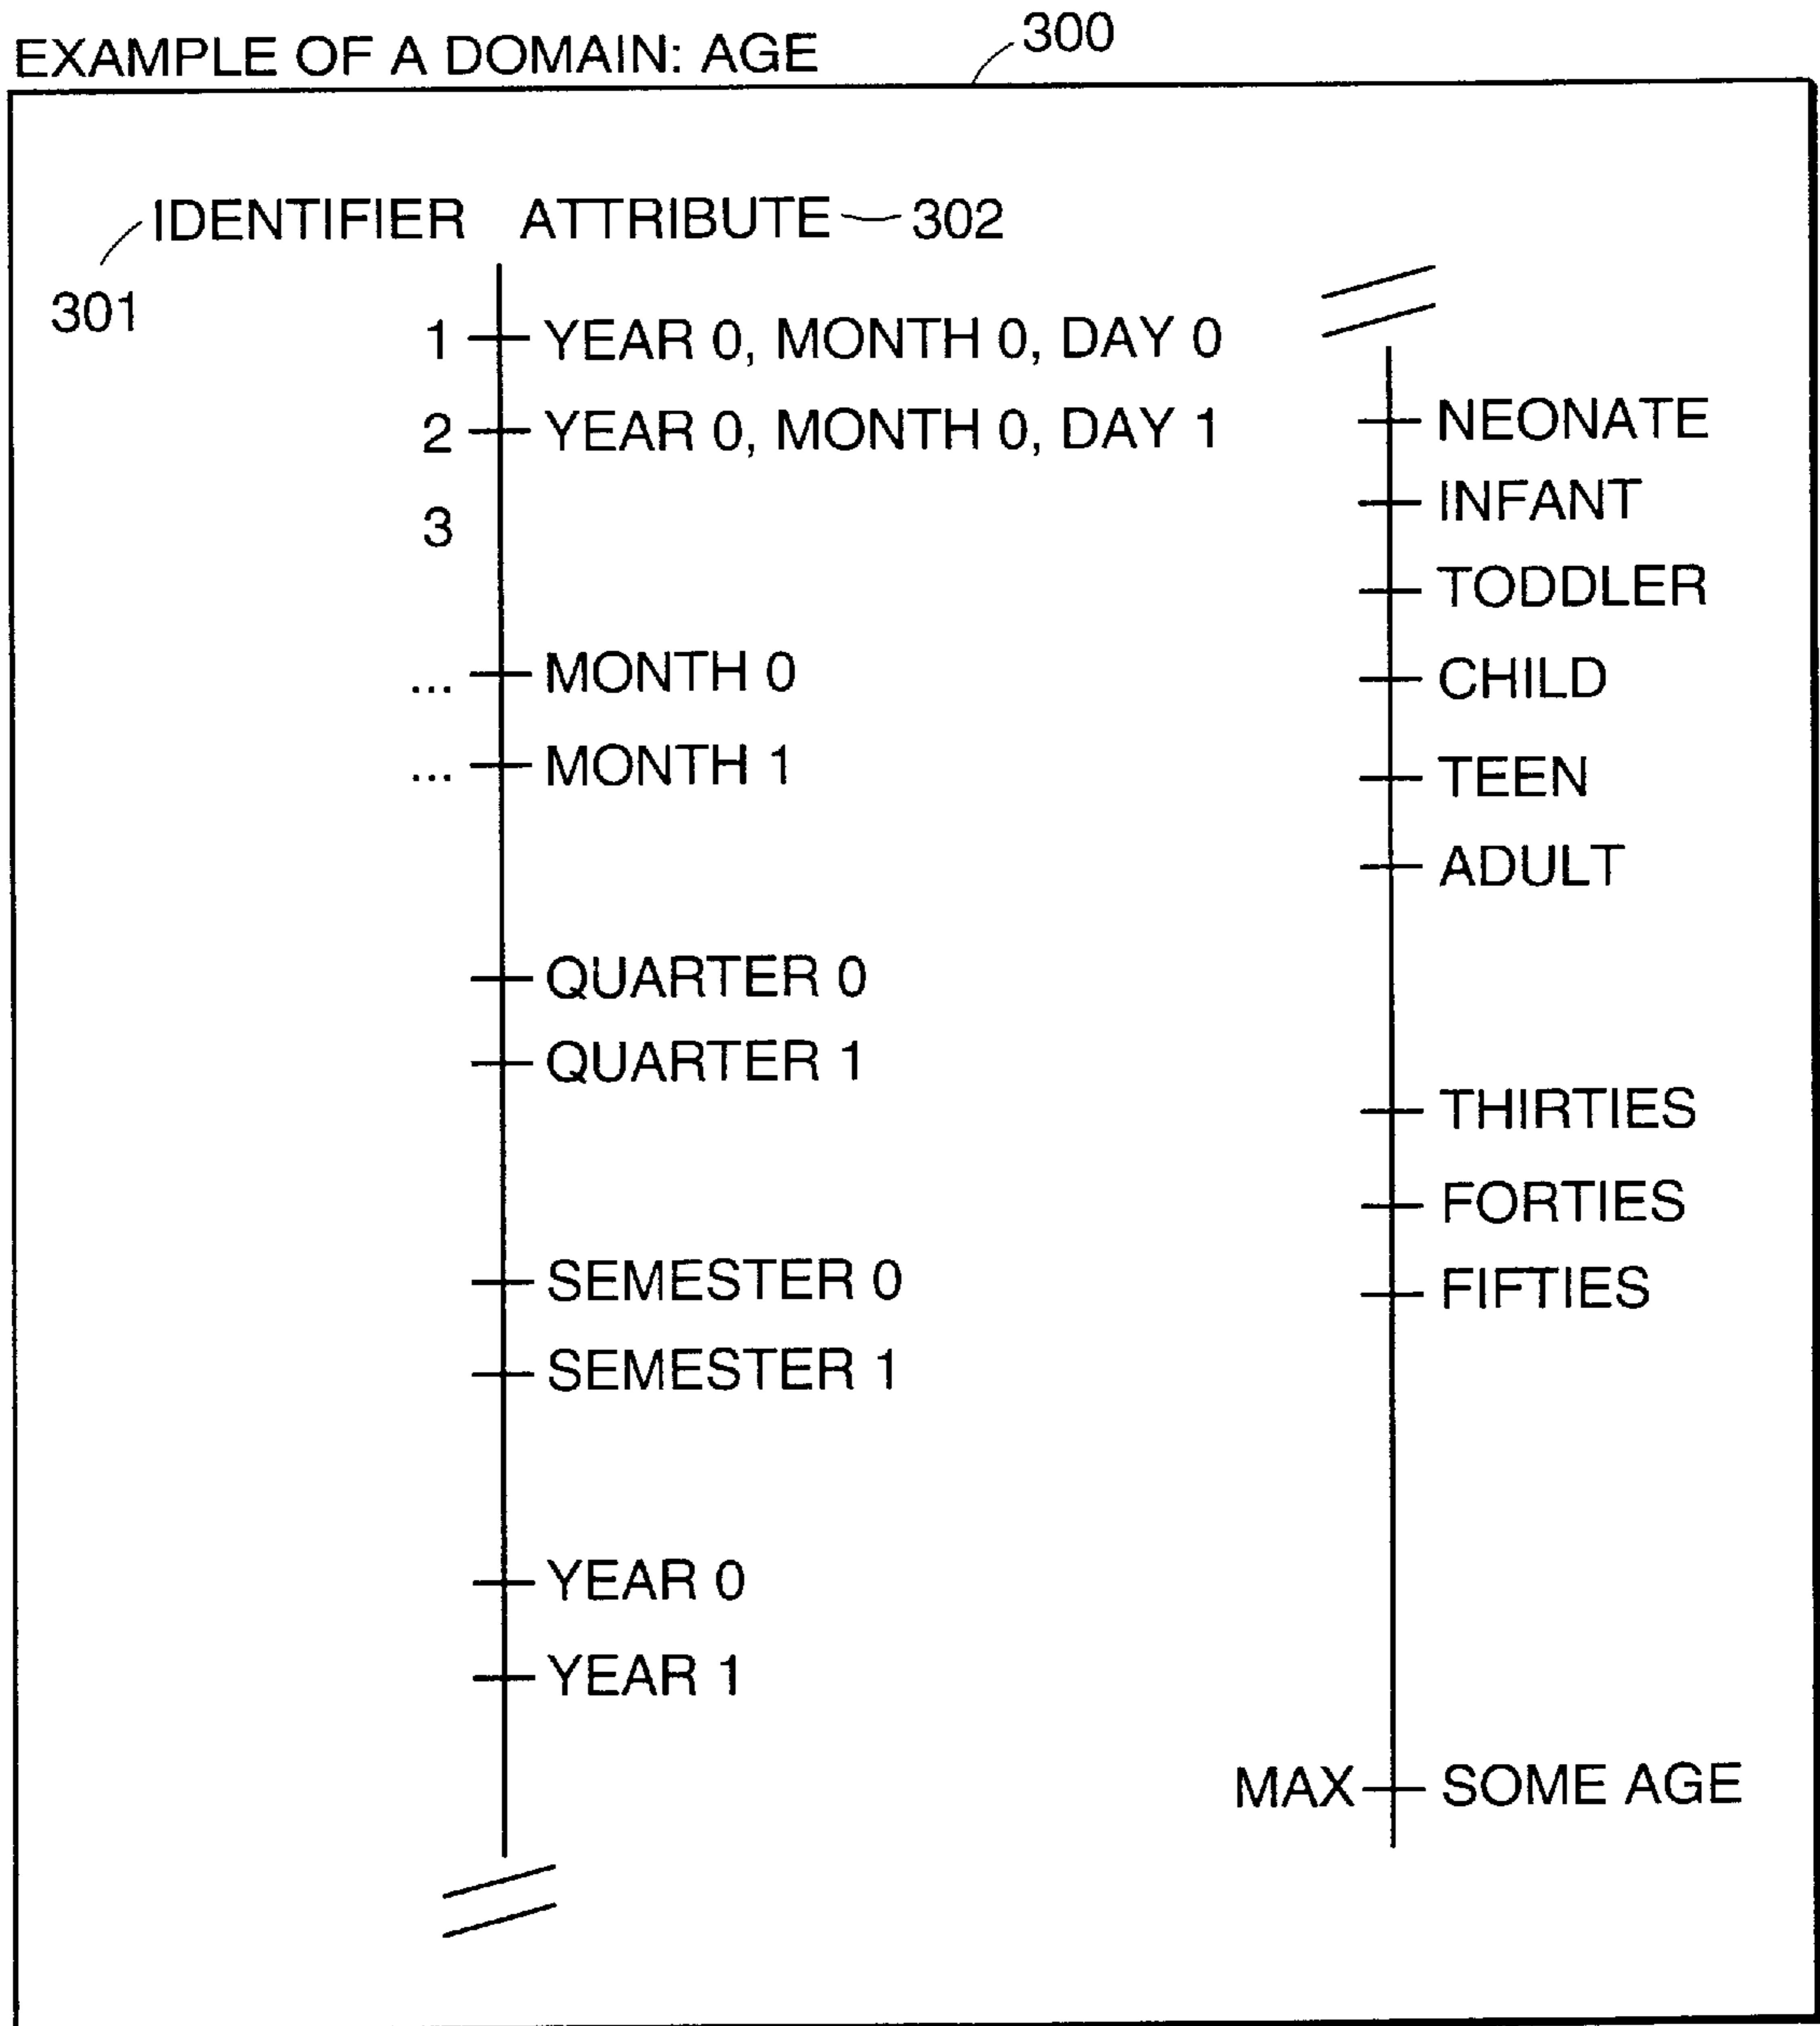 EXAMPLE OF A DOMAIN: AGE
300
IDENTIFIER ATTRIBUTE 302
301
1 YEAR 0, MONTH 0, DAY 0
2 YEAR 0, MONTH 0, DAY 1
3
... MONTH 0
... MONTH 1
QUARTER 0
QUARTER 1
SEMESTER 0
SEMESTER 1
YEAR 0
YEAR 1
NEONATE
INFANT
TODDLER
CHILD
TEEN
ADULT
THIRTIES
FORTIES
FIFTIES
MAX SOME AGE